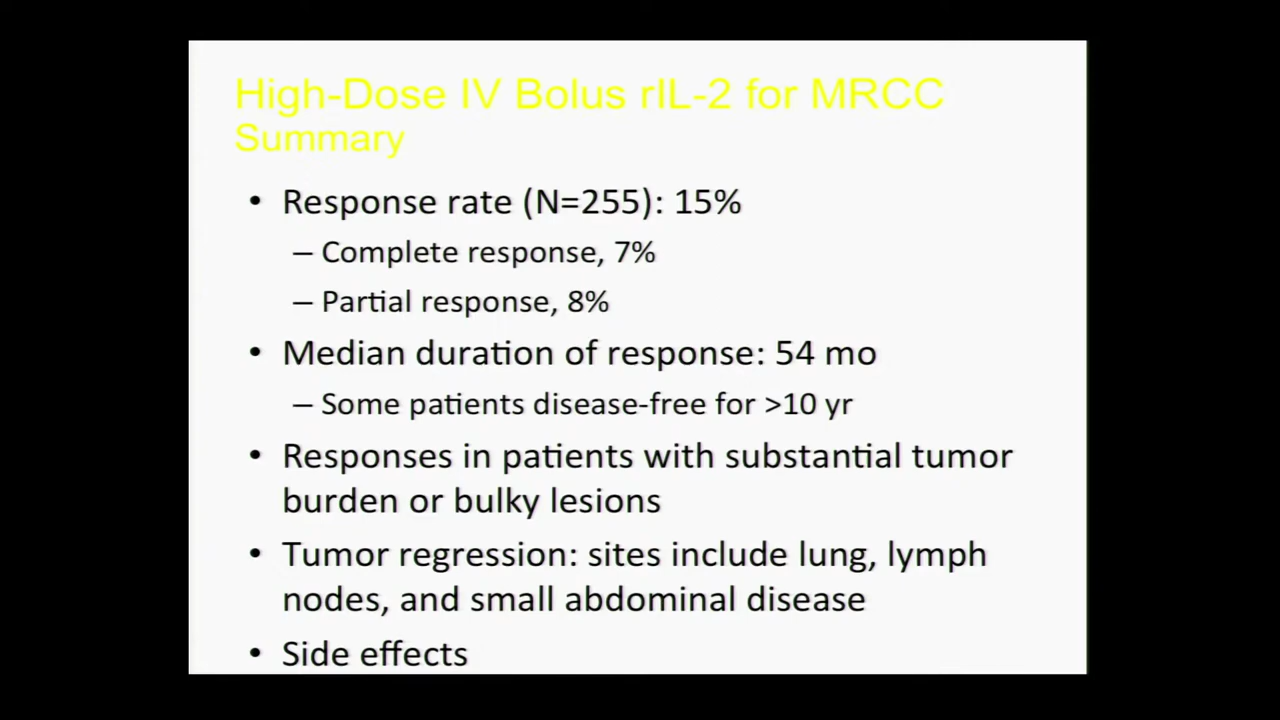 High-Dose IV Bolus rIL-2 for MRCC
Summary
• Response rate (N=255): 15%
– Complete response, 7%
– Partial response, 8%
• Median duration of response: 54 mo
– Some patients disease-free for >10 yr
• Responses in patients with substantial tumor
burden or bulky lesions
• Tumor regression: sites include lung, lymph
nodes, and small abdominal disease
• Side effects